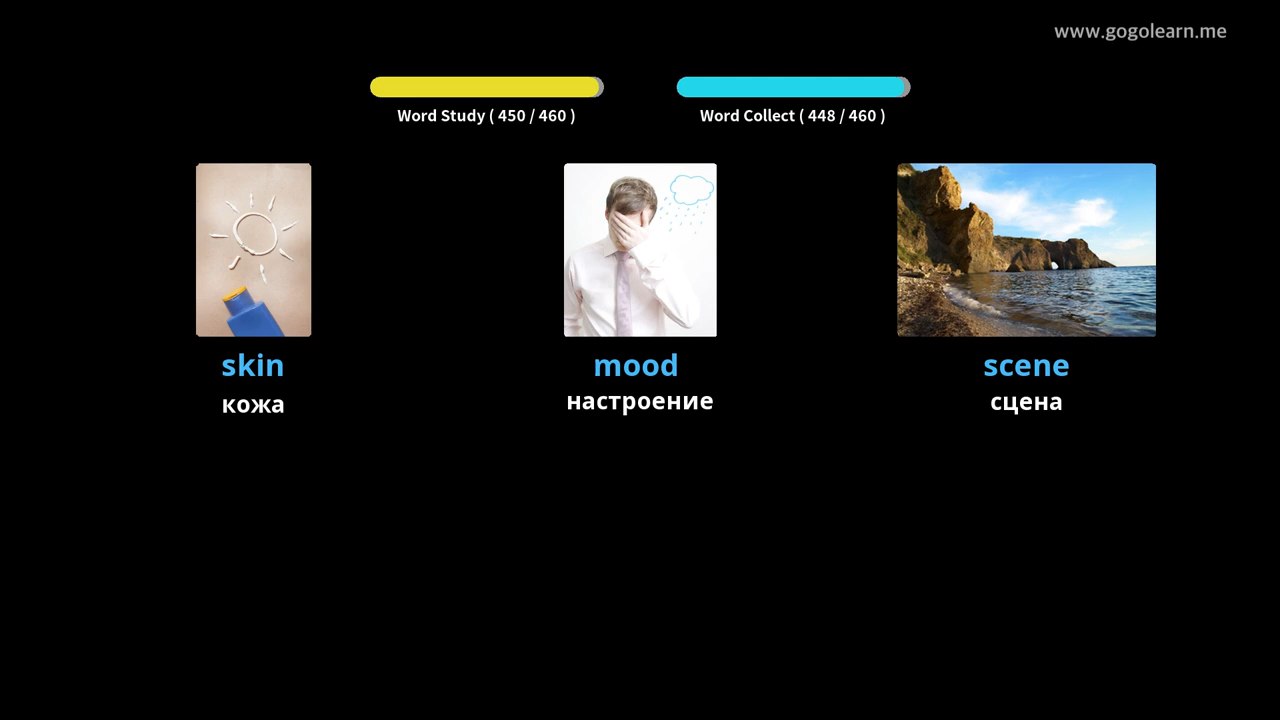 www.gogolearn.me
Word Study ( 450 / 460 )
Word Collect ( 448 / 460 )
skin
кожа
mood
настроение
scene
сцена